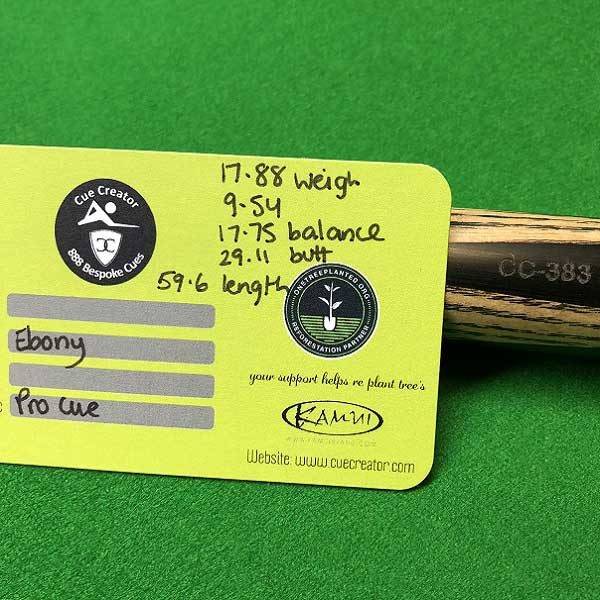 17.88 weigh
9.54
17.75 balance
29.11 butt
59.6 length
Cue Creator
888 Bespoke Cues
ONETREEPLANTED.ORG
REFORESTATION PARTNER
CC-383
Ebony
Pro Cue
your support helps re plant tree's
KAMUI
Website: www.cuecreator.com